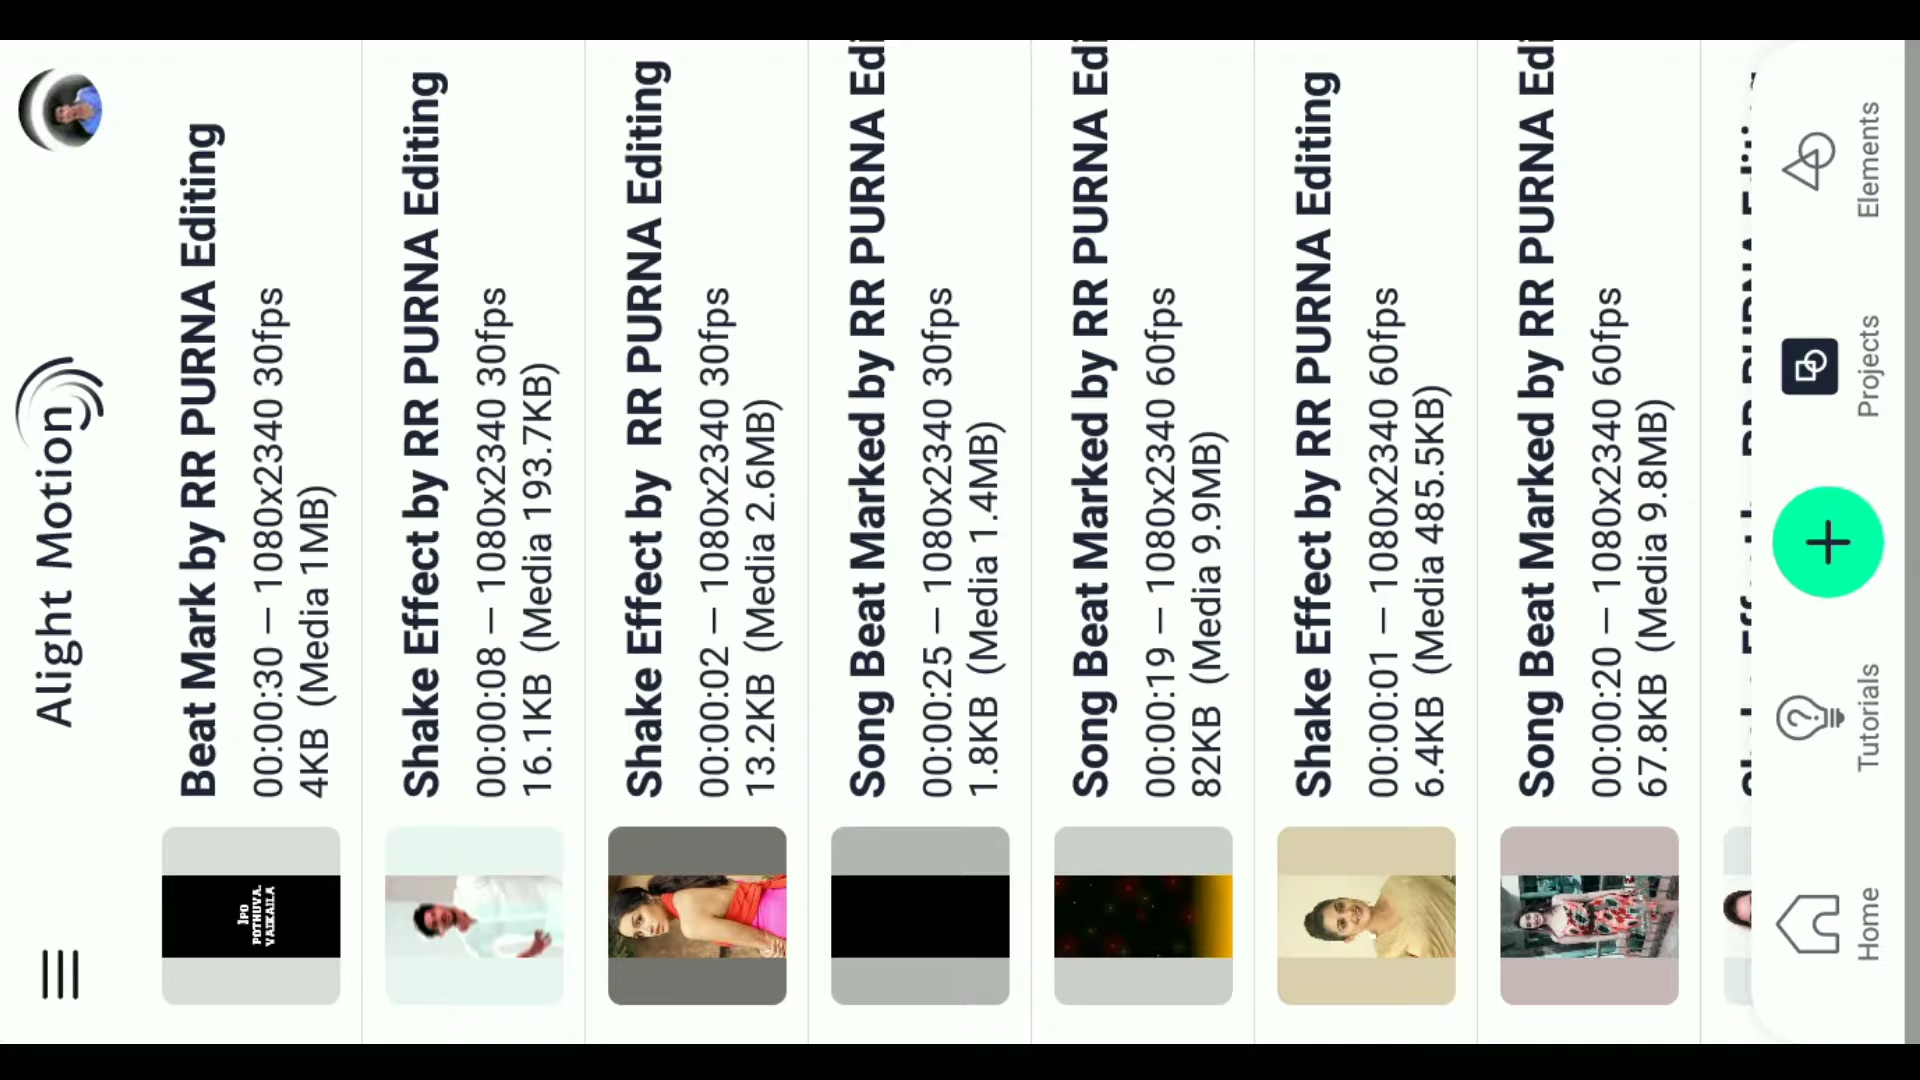 Alight Motion
Beat Mark by RR PURNA Editing
00:00:30 — 1080x2340 30fps
4KB (Media 1MB)
IPO
POTHUVA.
VAIKAILA
Shake Effect by RR PURNA Editing
00:00:08 — 1080x2340 30fps
16.1KB (Media 193.7KB)
Shake Effect by RR PURNA Editing
00:00:02 — 1080x2340 30fps
13.2KB (Media 2.6MB)
Song Beat Marked by RR PURNA Edi
00:00:25 — 1080x2340 30fps
1.8KB (Media 1.4MB)
Song Beat Marked by RR PURNA Edi
00:00:19 — 1080x2340 60fps
82KB (Media 9.9MB)
Shake Effect by RR PURNA Editing
00:00:01 — 1080x2340 60fps
6.4KB (Media 485.5KB)
Song Beat Marked by RR PURNA Edi
00:00:20 — 1080x2340 60fps
67.8KB (Media 9.8MB)
Home
Tutorials
Projects
Elements